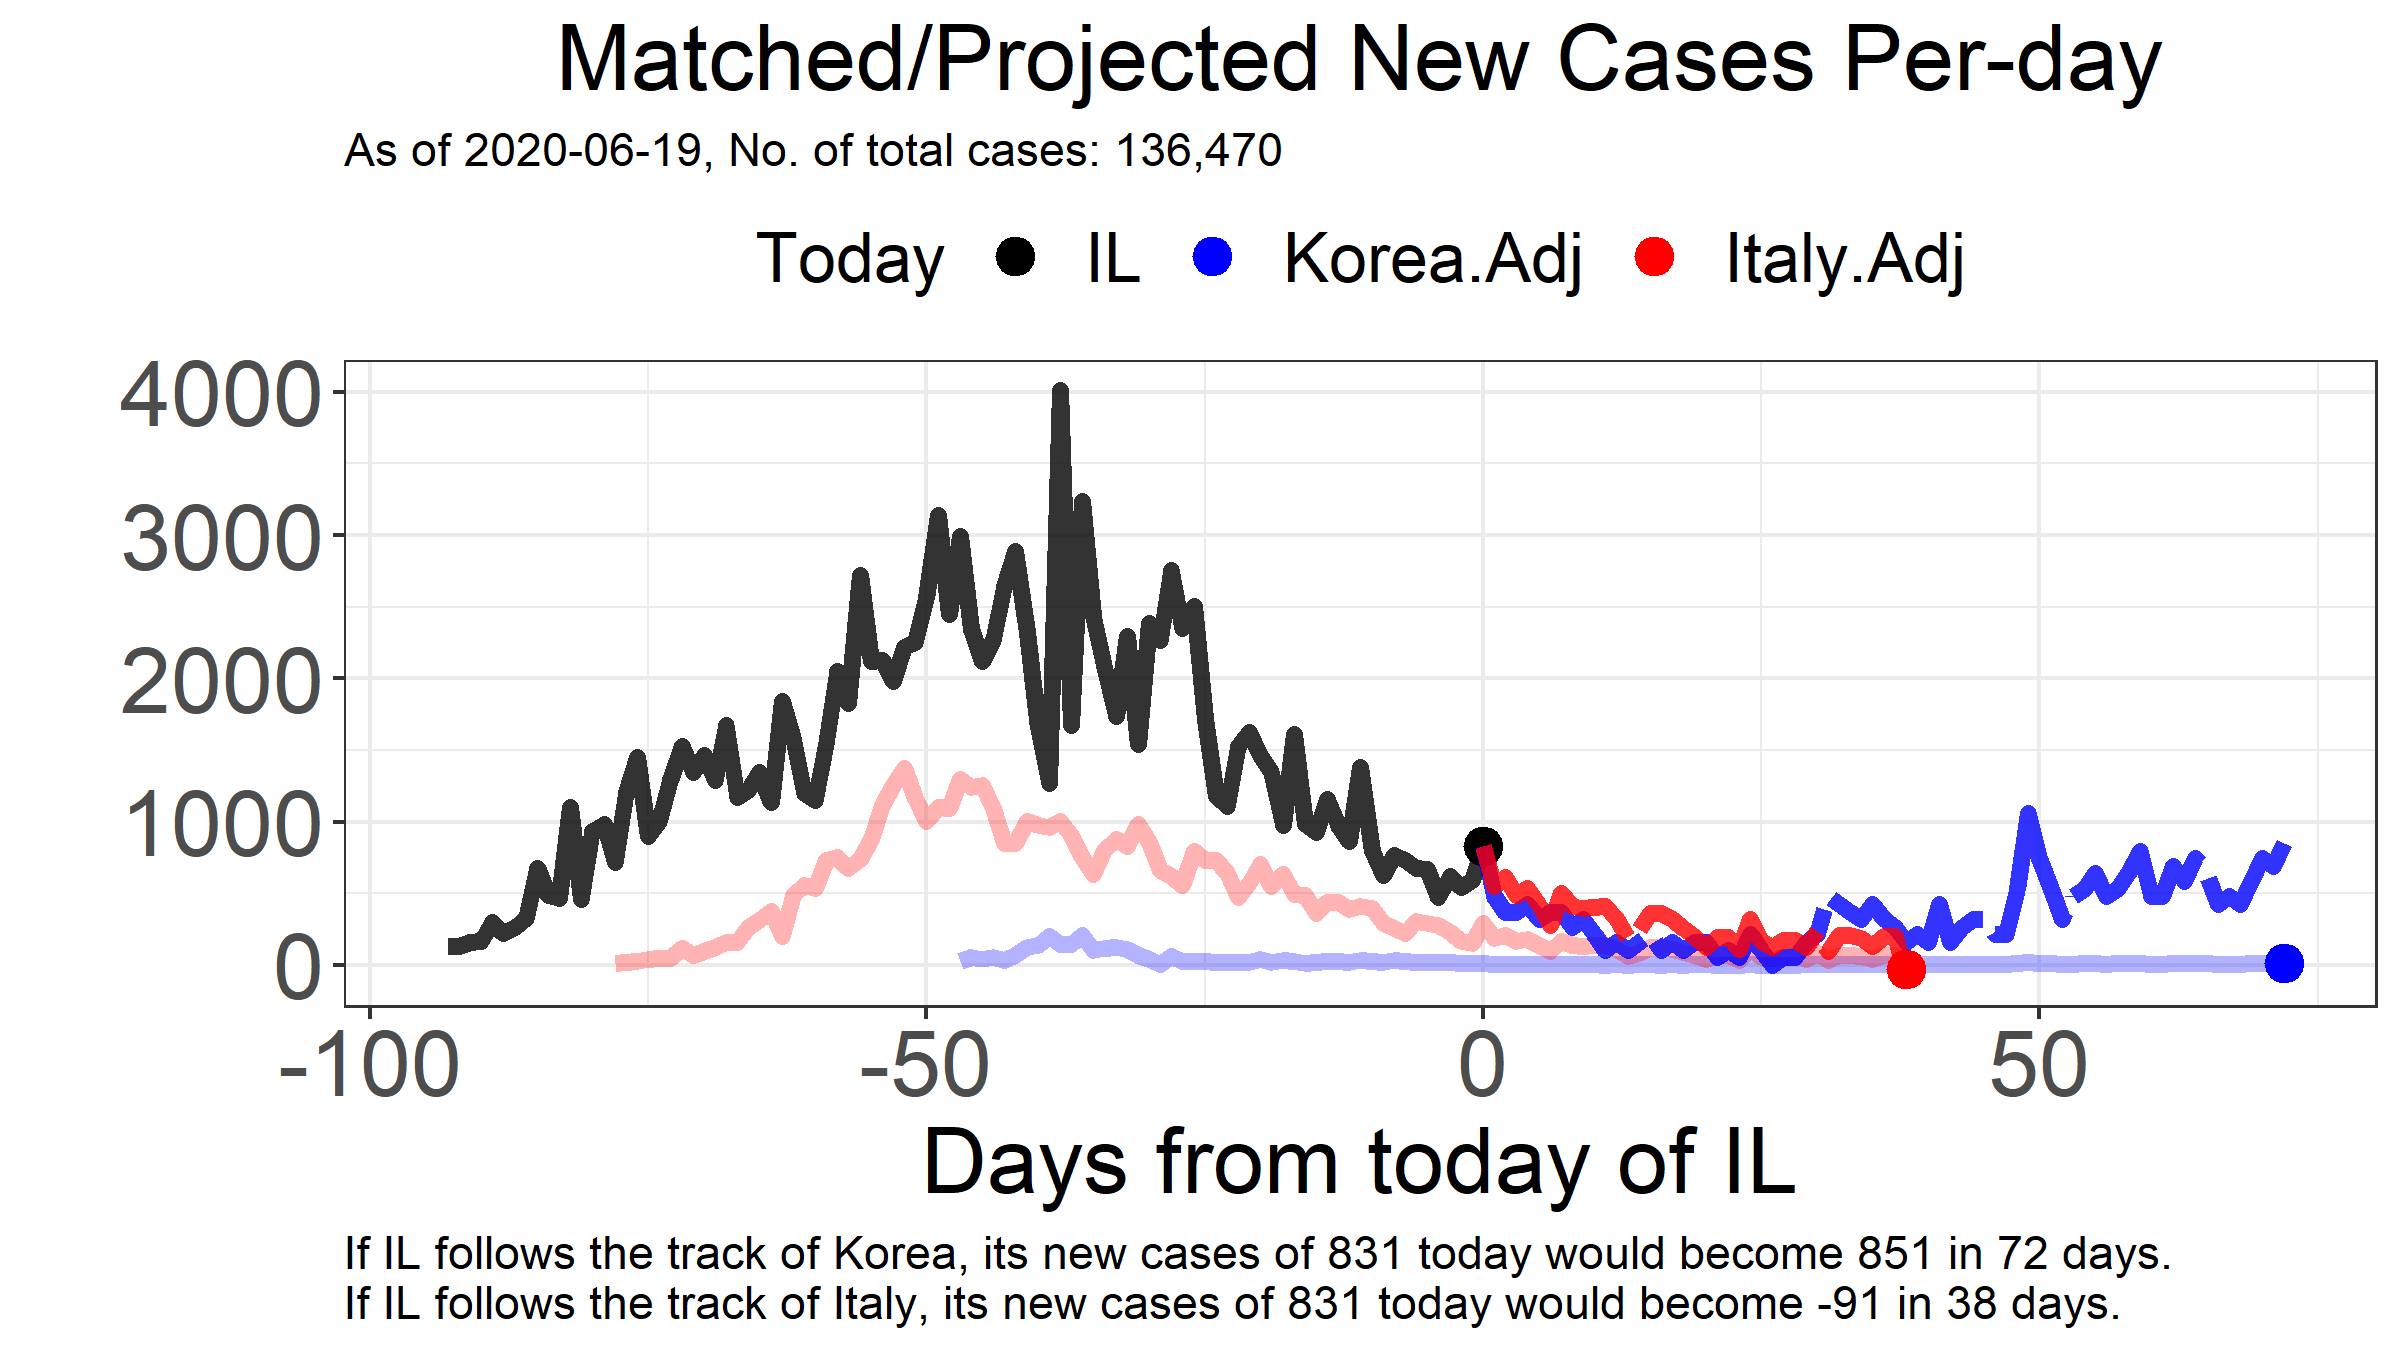 Matched/Projected New Cases Per-day
As of 2020-06-19, No. of total cases: 136,470
Today IL Korea.Adj Italy.Adj
4000
3000
2000
1000
0
-100 -50 0 50
Days from today of IL
If IL follows the track of Korea, its new cases of 831 today would become 851 in 72 days.
If IL follows the track of Italy, its new cases of 831 today would become -91 in 38 days.